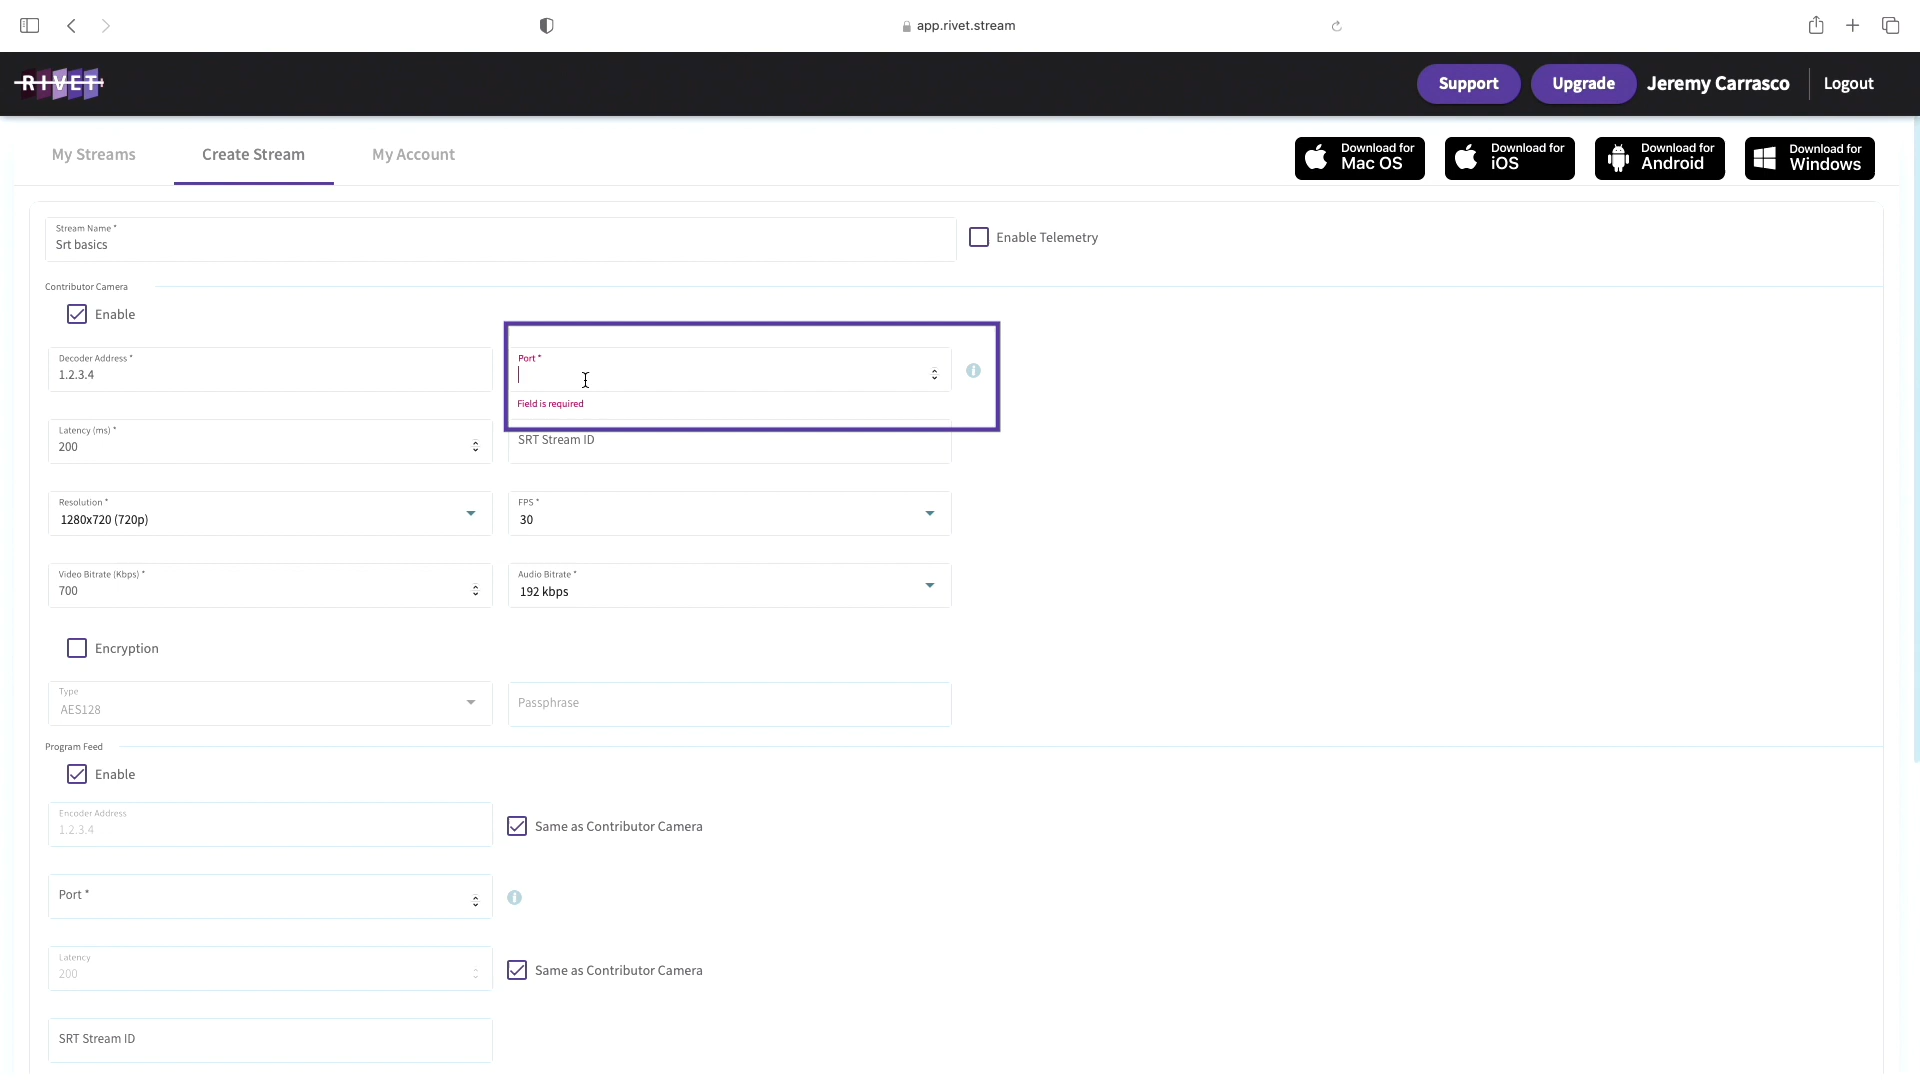 app.rivet.stream
RIVET
Support
Upgrade
Jeremy Carrasco
Logout
My Streams
Create Stream
My Account
Download for
Mac OS
Download for
iOS
Download for
Android
Download for
Windows
Stream Name *
Srt basics
Enable Telemetry
Contributor Camera
Enable
Decoder Address *
1.2.3.4
Port *
Field is required
Latency (ms) *
200
SRT Stream ID
Resolution *
1280x720 (720p)
FPS *
30
Video Bitrate (Kbps) *
700
Audio Bitrate *
192 kbps
Encryption
Type
AES128
Passphrase
Program Feed
Enable
Encoder Address
1.2.3.4
Same as Contributor Camera
Port *
Latency
200
Same as Contributor Camera
SRT Stream ID